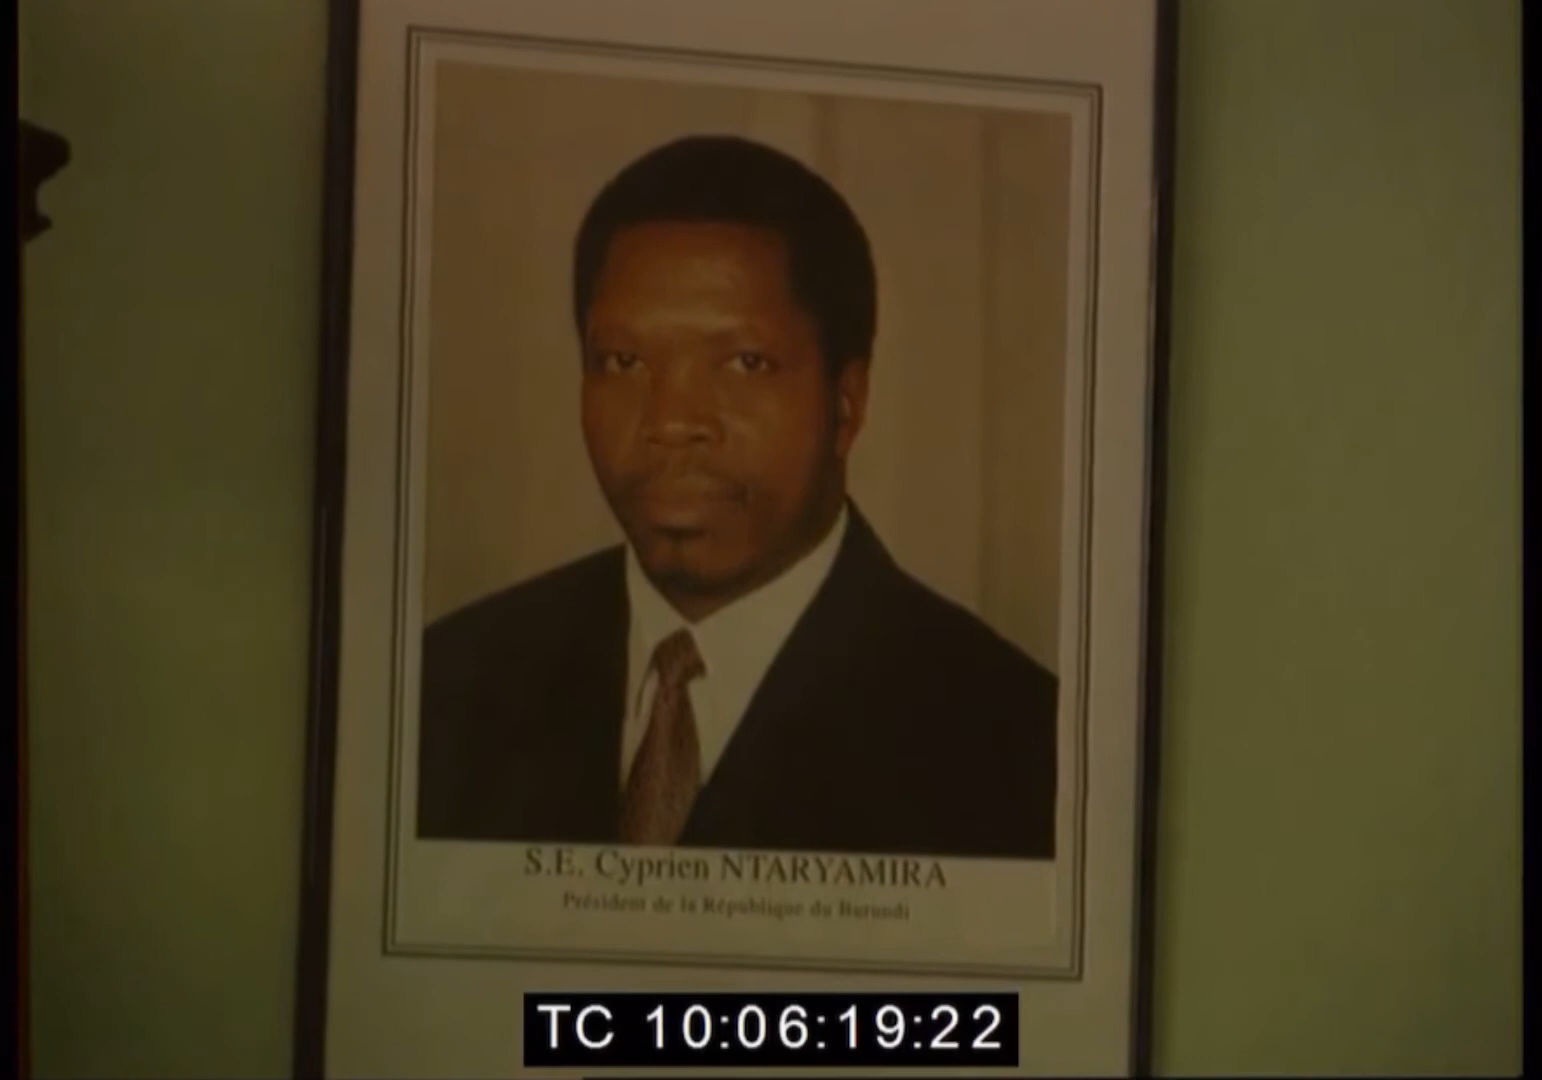 S.E. Cyprien NTARYAMIRA
Président de la République du Burundi
TC 10:06:19:22